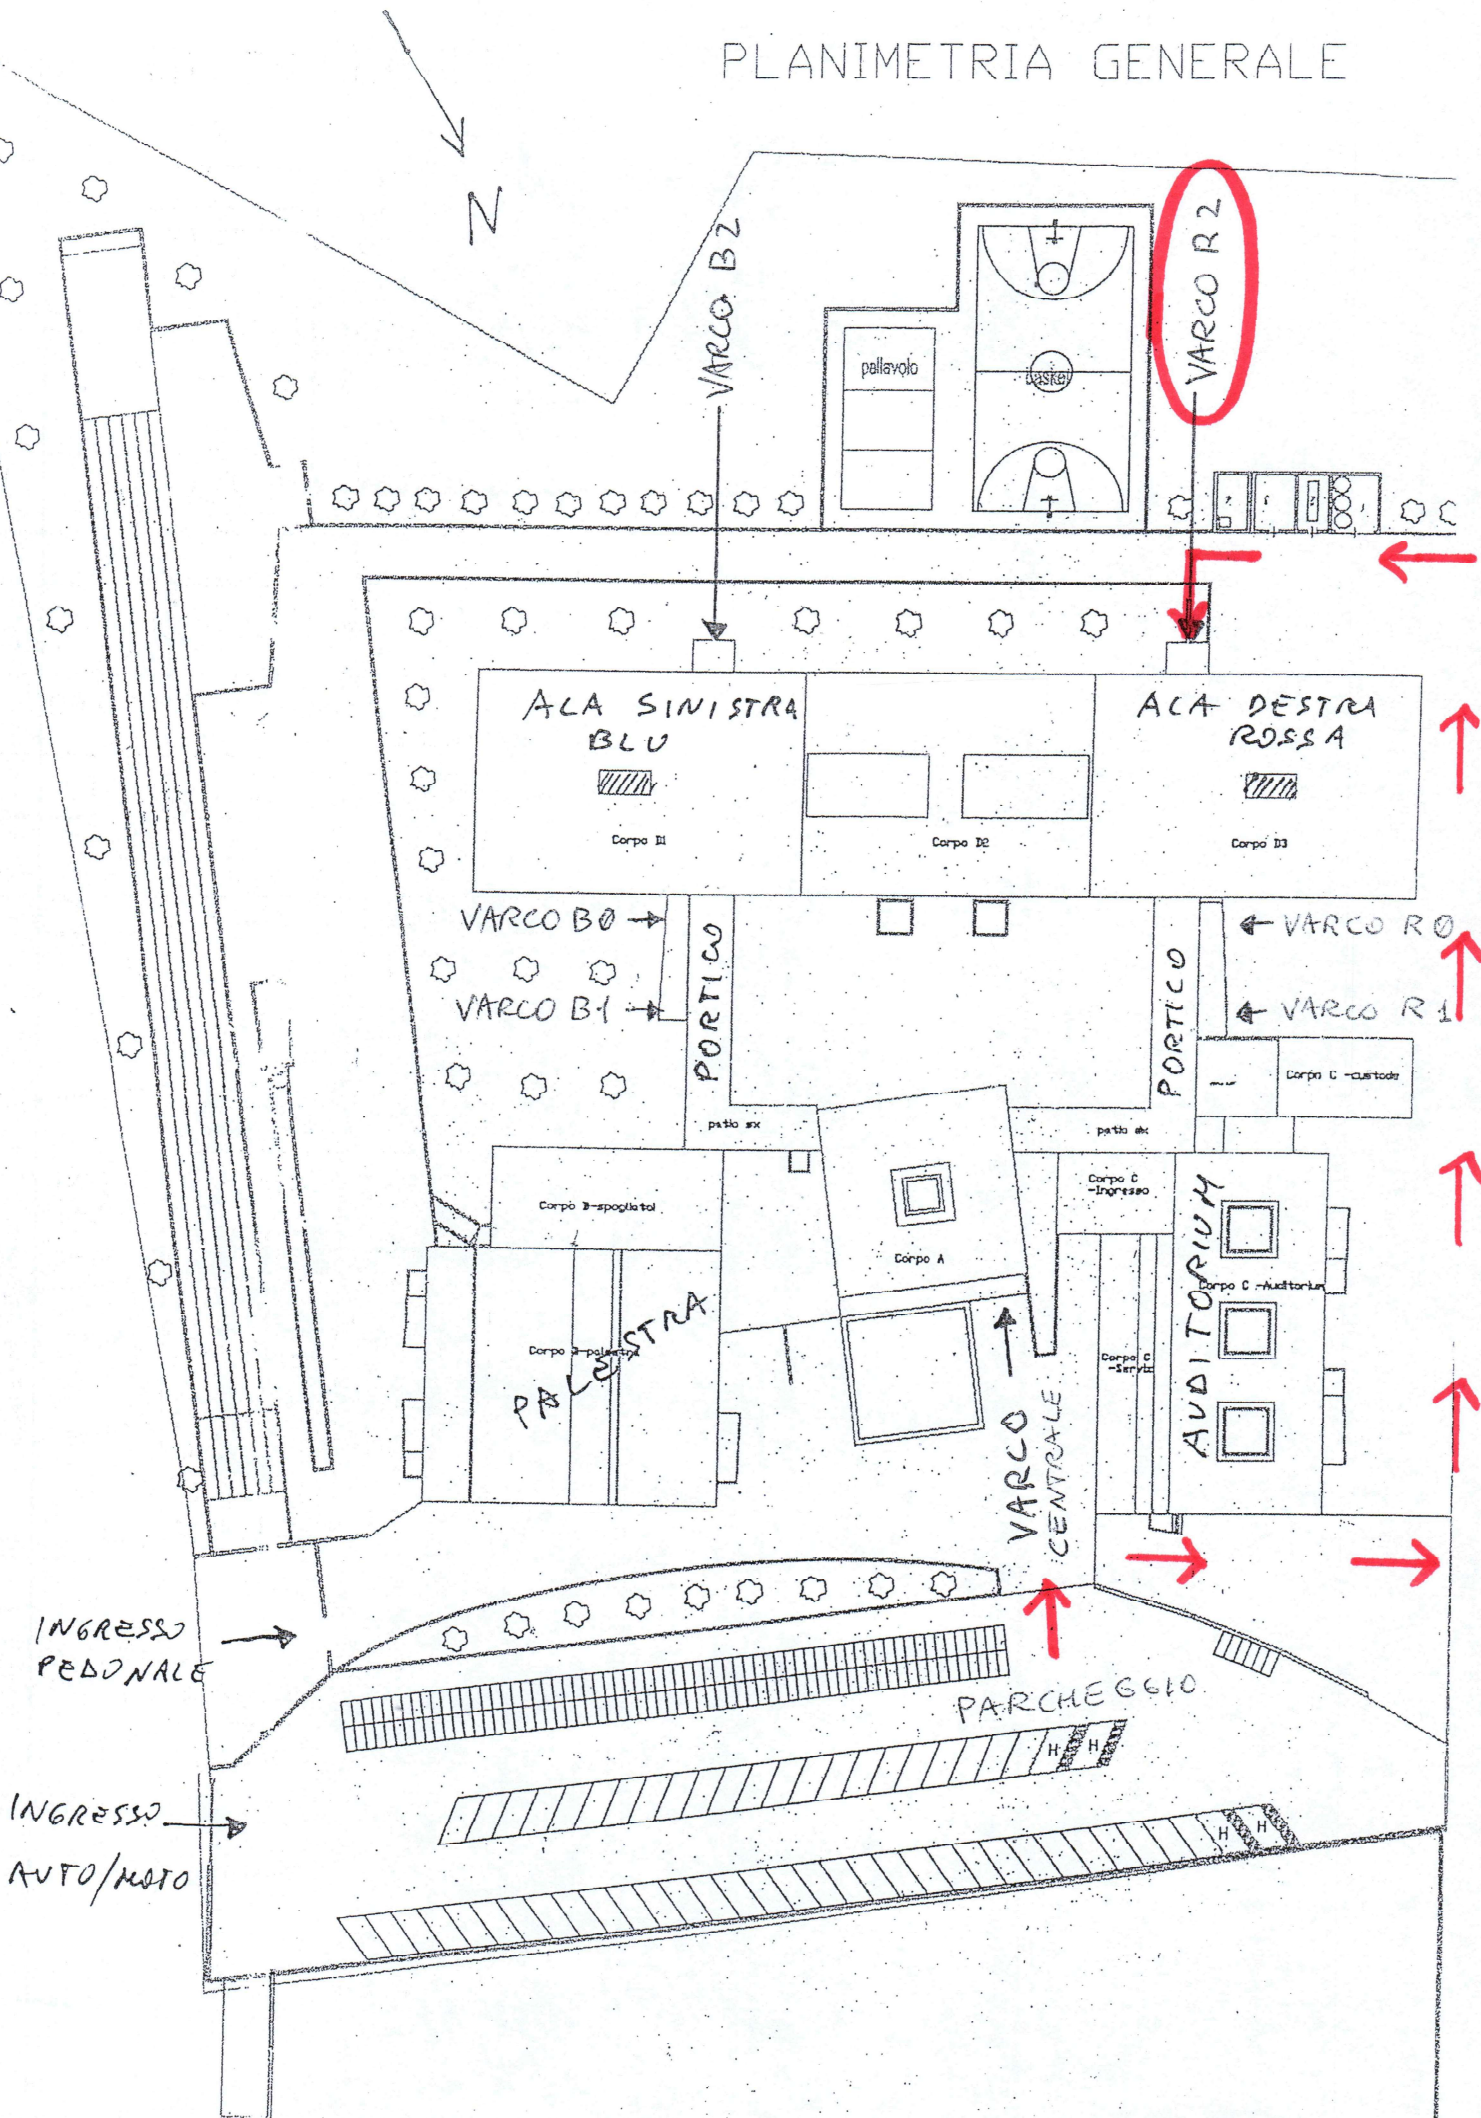 PLANIMETRIA GENERALE
N
VARCO B2
VARCO R2
pallavolo
basket
ALA SINISTRA
BLU
ALA DESTRA
ROSSA
Corpo D1
Corpo D2
Corpo D3
VARCO B0
VARCO R0
VARCO B1
VARCO R1
PORTICO
PORTICO
Corpo C -custode
patio sx
patio dx
Corpo B-spogliatoi
Corpo C
-Ingresso
Corpo A
AUDITORIUM
Corpo C -Auditorium
Corpo B-palestra
PALESTRA
Corpo C
-Servizi
VARCO
CENTRALE
INGRESSO
PEDONALE
PARCHEGGIO
H
H
INGRESSO
AUTO/MOTO
H
H